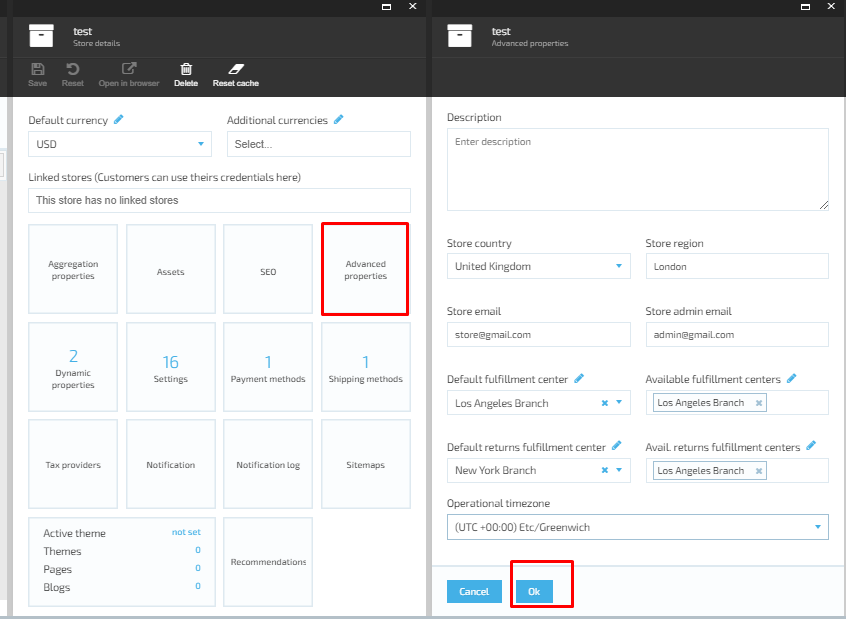 test
Store details
Save
Reset
Open in browser
Delete
Reset cache
Default currency
Additional currencies
USD
Select...
Linked stores (Customers can use theirs credentials here)
This store has no linked stores
Aggregation
properties
Assets
SEO
Advanced
properties
2
Dynamic
properties
16
Settings
1
Payment methods
1
Shipping methods
Tax providers
Notification
Notification log
Sitemaps
Active theme not set
Themes 0
Pages 0
Blogs 0
Recommendations
test
Advanced properties
Description
Enter description
Store country
Store region
United Kingdom
London
Store email
Store admin email
store@gmail.com
admin@gmail.com
Default fulfillment center
Available fulfillment centers
Los Angeles Branch
Los Angeles Branch
Default returns fulfillment center
Avail. returns fulfillment centers
New York Branch
Los Angeles Branch
Operational timezone
(UTC +00:00) Etc/Greenwich
Cancel
Ok